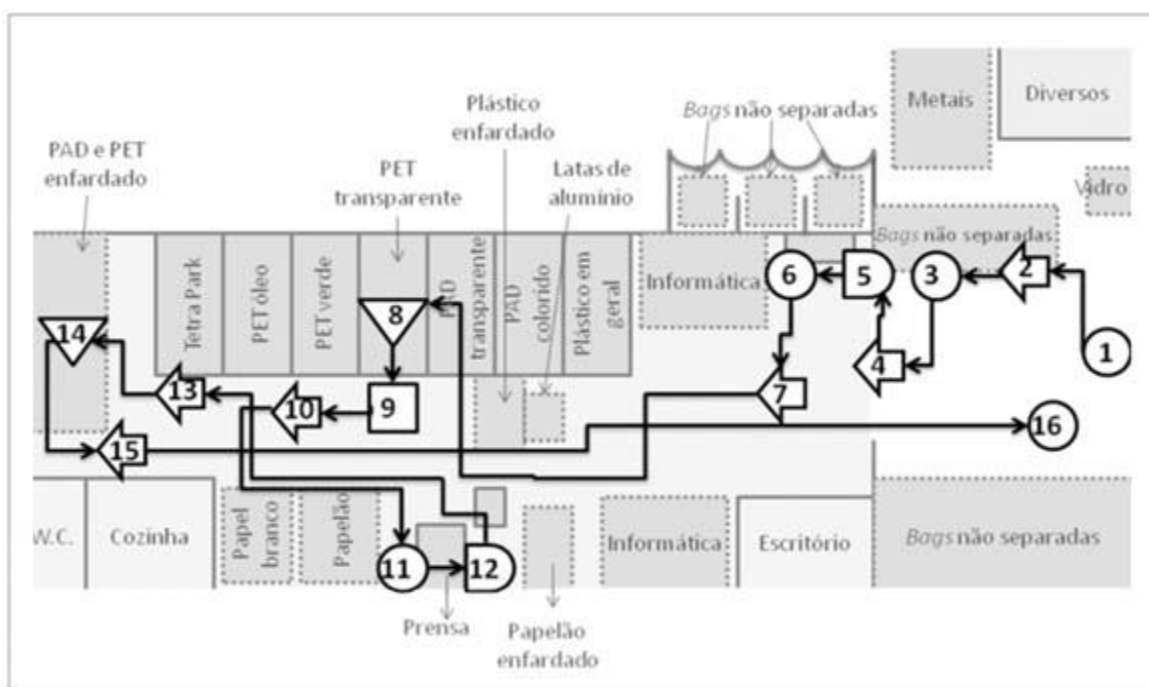 Metais
Diversos
Plástico
enfardado
Bags não separadas
PAD e PET
enfardado
PET
transparente
Latas de
alumínio
Vidro
Bags não separadas
Tetra Park
PET óleo
PET verde
PAD
transparente
PAD
colorido
Plástico em
geral
Informática
6
5
3
2
8
14
1
4
13
10
9
7
15
16
W.C.
Cozinha
Papel
branco
Papelão
11
12
Informática
Escritório
Bags não separadas
Prensa
Papelão
enfardado